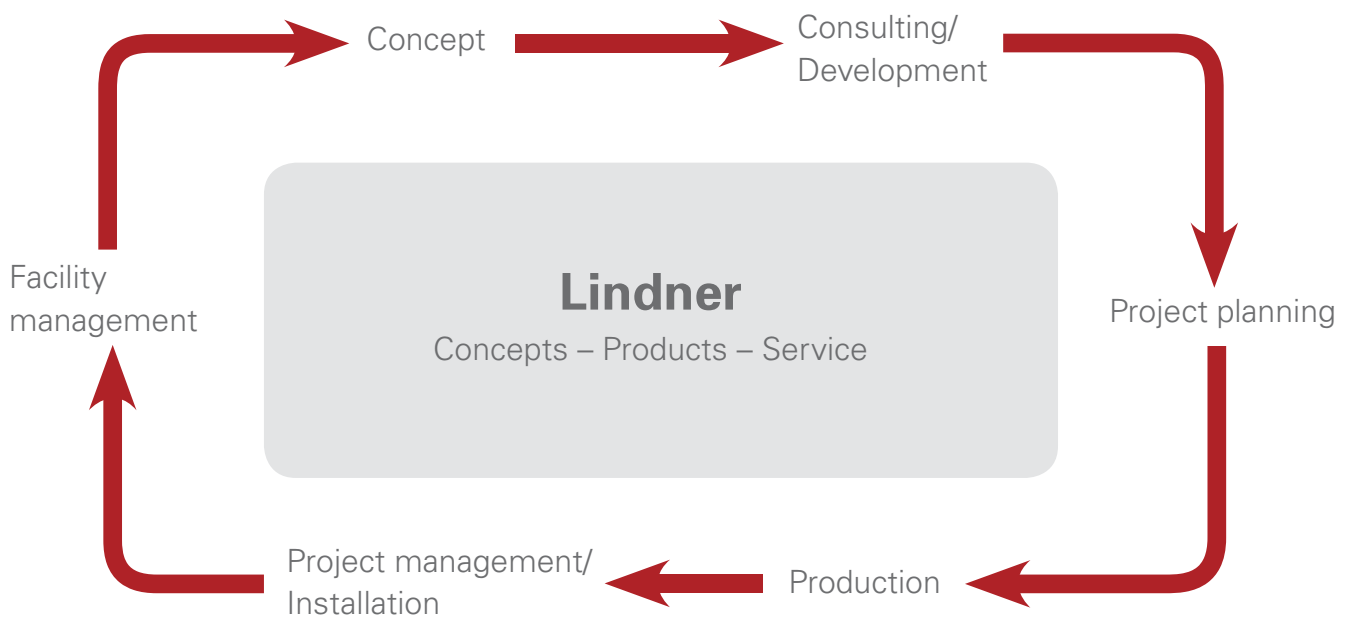 Concept
Consulting/
Development
Facility
management
Lindner
Concepts – Products – Service
Project planning
Project management/
Installation
Production